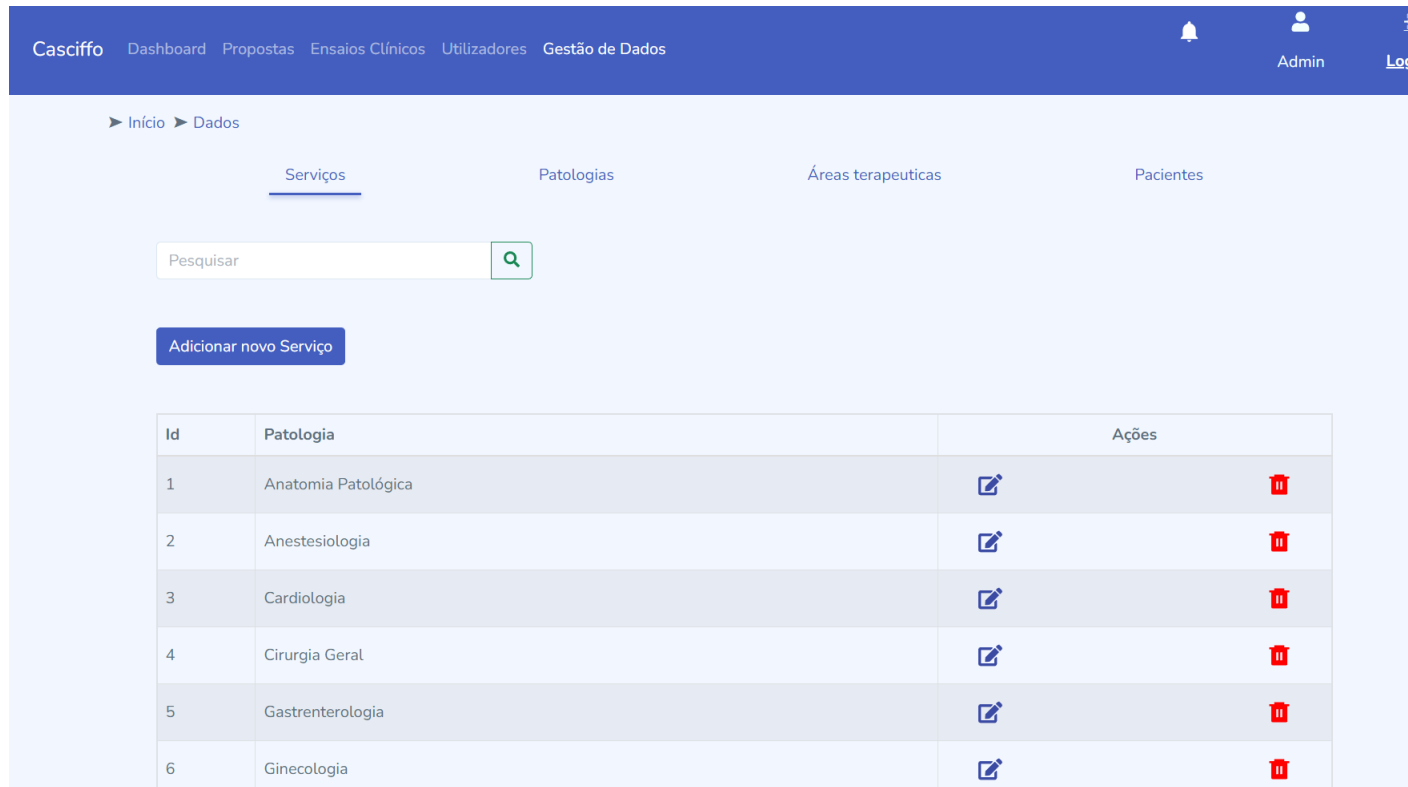 Casciffo Dashboard Propostas Ensaios Clínicos Utilizadores Gestão de Dados
Admin
➤ Início ➤ Dados
Serviços Patologias Áreas terapeuticas Pacientes
Pesquisar
Adicionar novo Serviço
Id Patologia Ações
1 Anatomia Patológica
2 Anestesiologia
3 Cardiologia
4 Cirurgia Geral
5 Gastrenterologia
6 Ginecologia